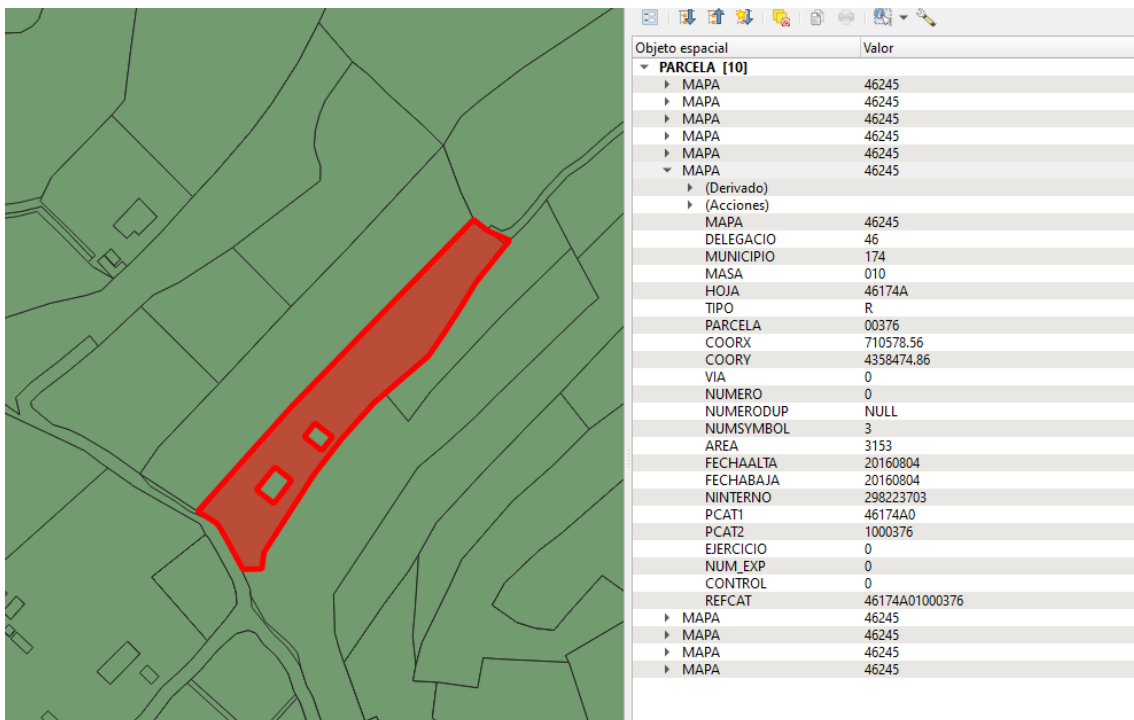 Objeto espacial Valor
PARCELA [10]
MAPA 46245
MAPA 46245
MAPA 46245
MAPA 46245
MAPA 46245
MAPA 46245
(Derivado)
(Acciones)
MAPA 46245
DELEGACIO 46
MUNICIPIO 174
MASA 010
HOJA 46174A
TIPO R
PARCELA 00376
COORX 710578.56
COORY 4358474.86
VIA 0
NUMERO 0
NUMERODUP NULL
NUMSYMBOL 3
AREA 3153
FECHAALTA 20160804
FECHABAJA 20160804
NINTERNO 298223703
PCAT1 46174A0
PCAT2 1000376
EJERCICIO 0
NUM_EXP 0
CONTROL 0
REFCAT 46174A01000376
MAPA 46245
MAPA 46245
MAPA 46245
MAPA 46245